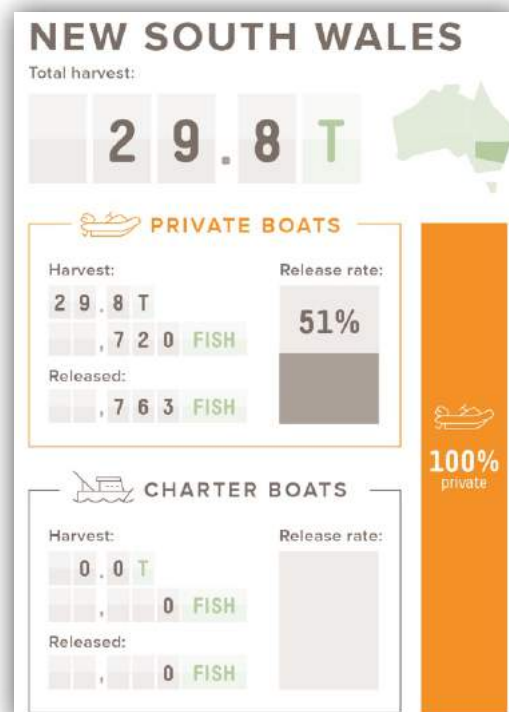 NEW SOUTH WALES
Total harvest:
29.8 T
PRIVATE BOATS
Harvest:
29.8 T
,720 FISH
Released:
,763 FISH
Release rate:
51%
100%
private
CHARTER BOATS
Harvest:
0.0 T
, 0 FISH
Released:
, 0 FISH
Release rate: